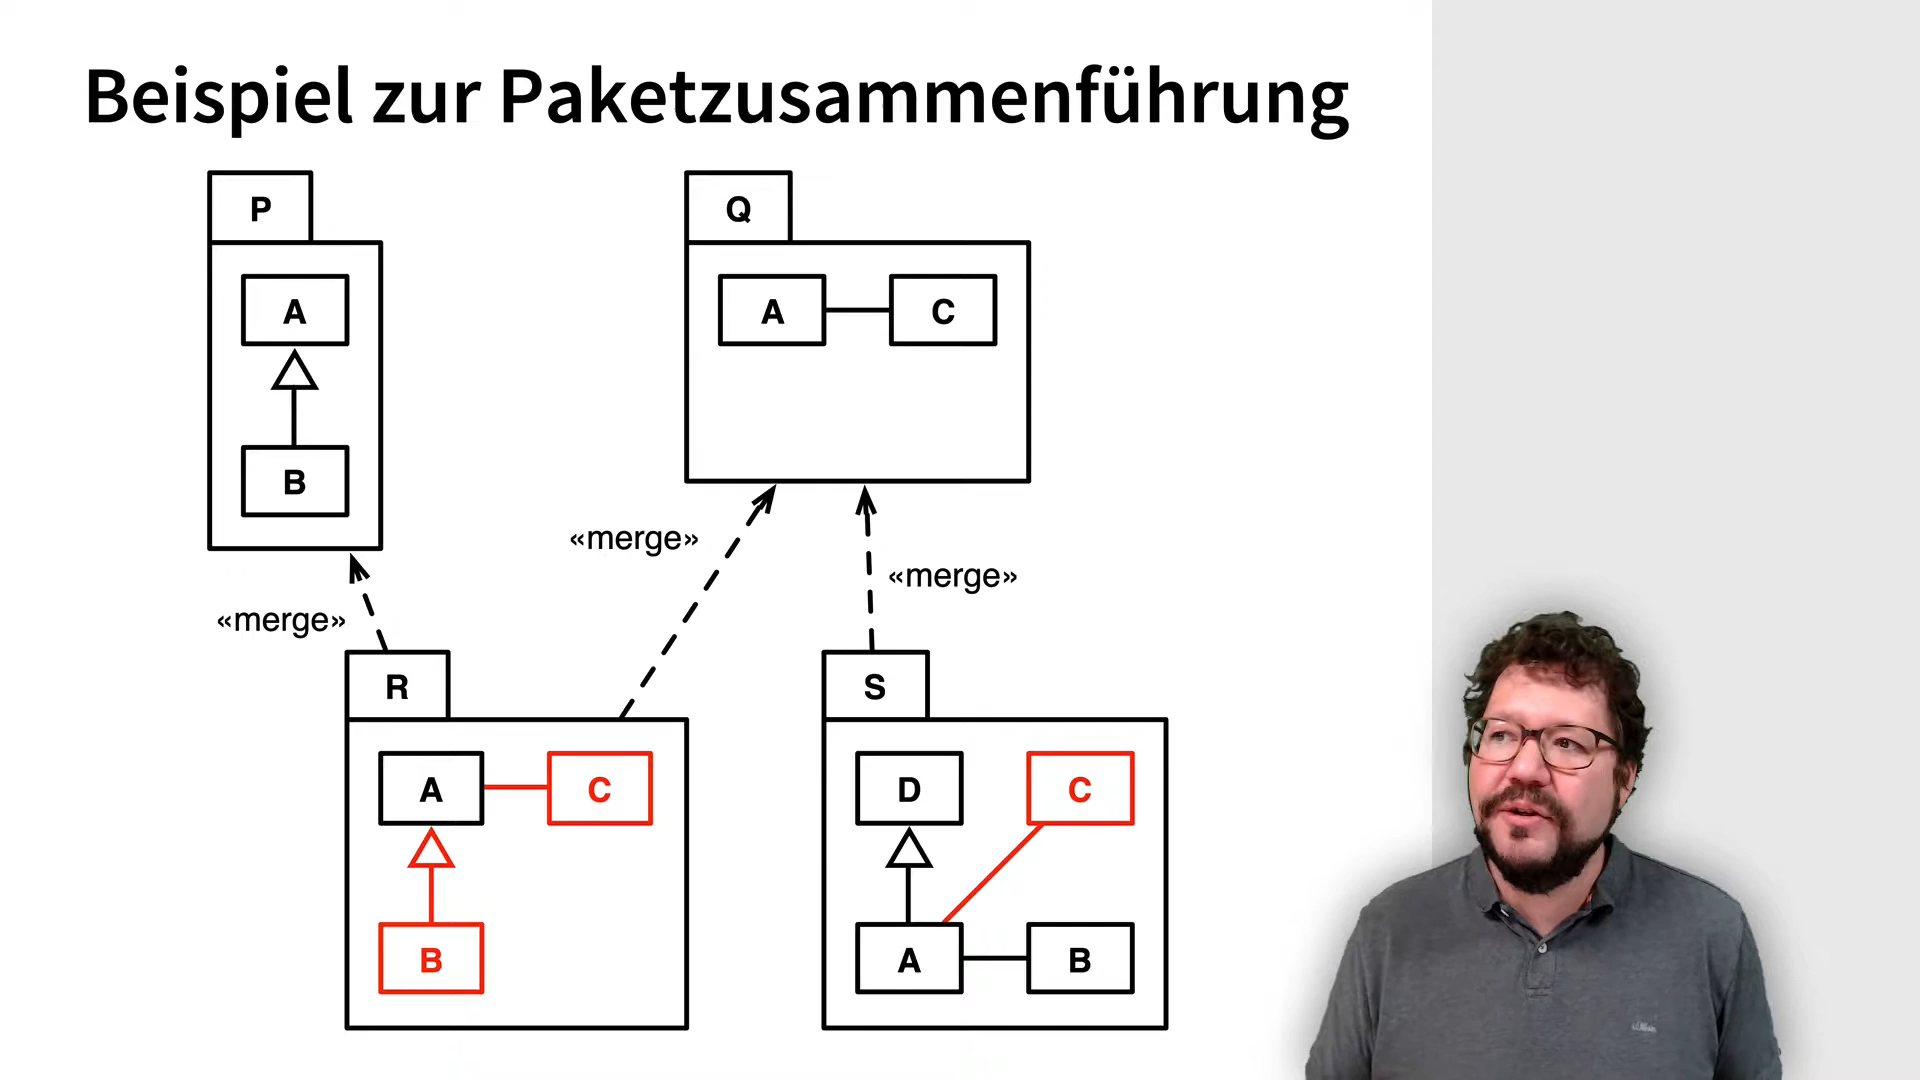 Beispiel zur Paketzusammenführung
P
Q
A
A
C
B
«merge»
«merge»
«merge»
R
S
A
C
D
C
B
A
B